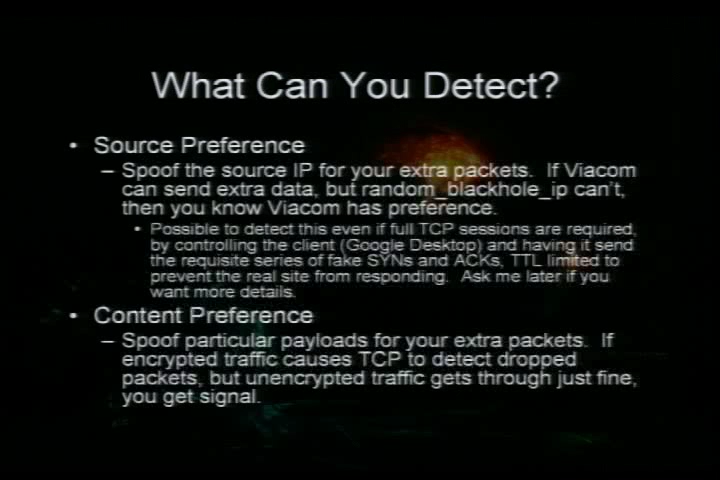 What Can You Detect?
• Source Preference
– Spoof the source IP for your extra packets. If Viacom
can send extra data, but random_blackhole_ip can't,
then you know Viacom has preference.
• Possible to detect this even if full TCP sessions are required,
by controlling the client (Google Desktop) and having it send
the requisite series of fake SYNs and ACKs, TTL limited to
prevent the real site from responding. Ask me later if you
want more details.
• Content Preference
– Spoof particular payloads for your extra packets. If
encrypted traffic causes TCP to detect dropped
packets, but unencrypted traffic gets through just fine,
you get signal.